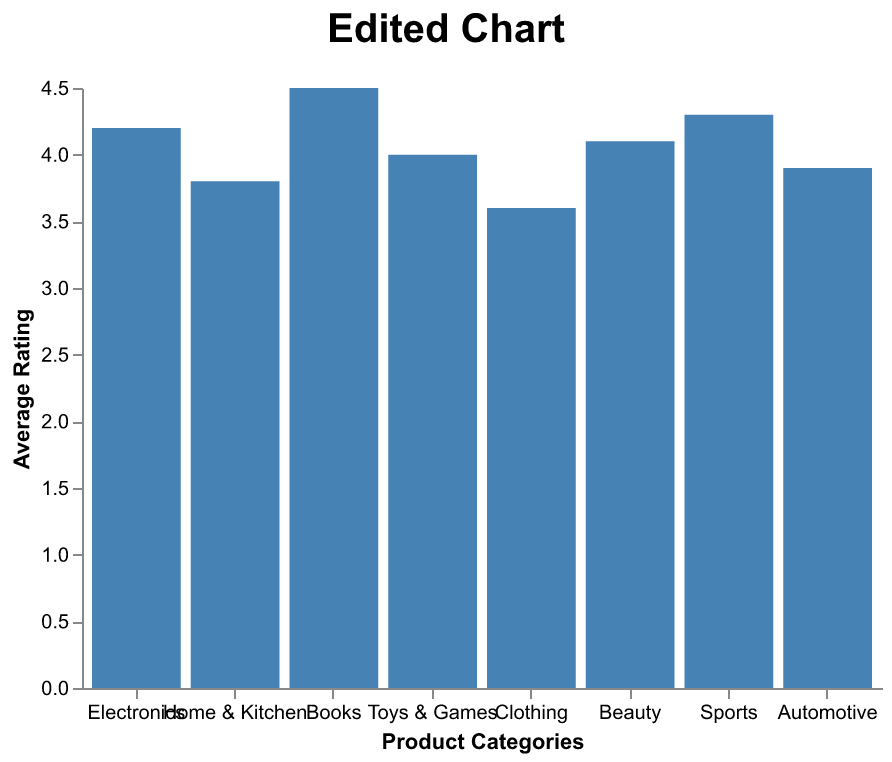 Edited Chart
4.5
4.0
3.5
3.0
2.5
2.0
1.5
1.0
0.5
0.0
Average Rating
Electronics Home & Kitchen Books Toys & Games Clothing Beauty Sports Automotive
Product Categories